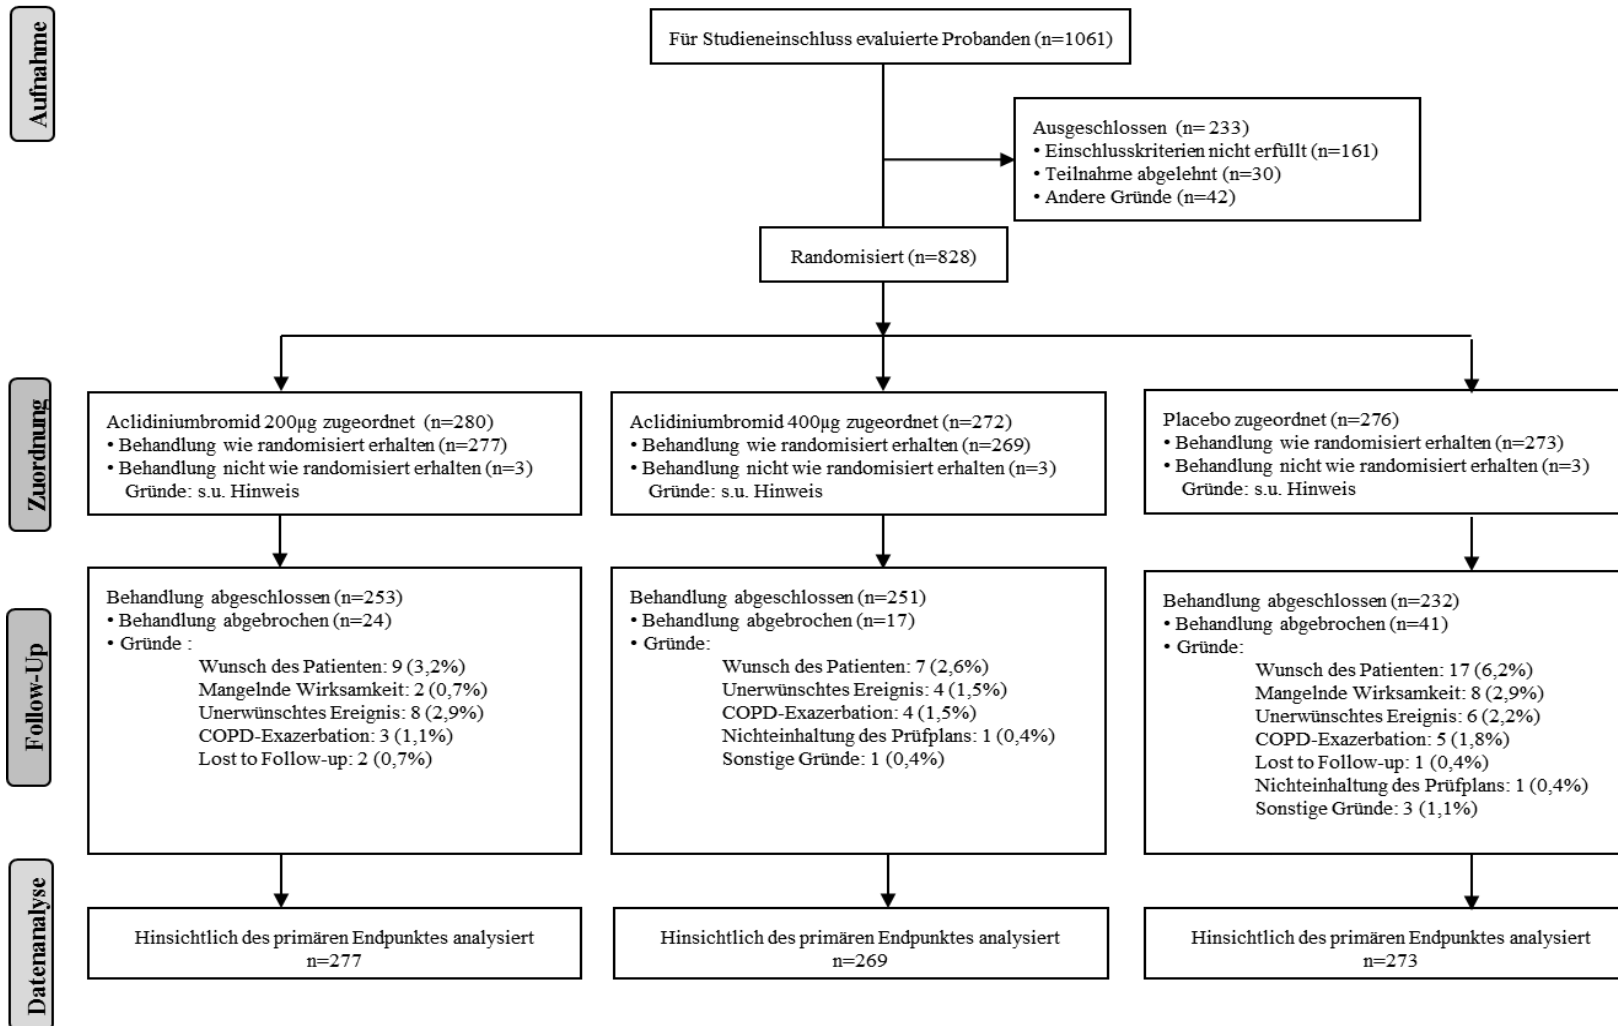 Aufnahme
Für Studieneinschluss evaluierte Probanden (n=1061)
Ausgeschlossen (n= 233)
• Einschlusskriterien nicht erfüllt (n=161)
• Teilnahme abgelehnt (n=30)
• Andere Gründe (n=42)
Randomisiert (n=828)
Zuordnung
Aclidiniumbromid 200µg zugeordnet (n=280)
• Behandlung wie randomisiert erhalten (n=277)
• Behandlung nicht wie randomisiert erhalten (n=3)
Gründe: s.u. Hinweis
Aclidiniumbromid 400µg zugeordnet (n=272)
• Behandlung wie randomisiert erhalten (n=269)
• Behandlung nicht wie randomisiert erhalten (n=3)
Gründe: s.u. Hinweis
Placebo zugeordnet (n=276)
• Behandlung wie randomisiert erhalten (n=273)
• Behandlung nicht wie randomisiert erhalten (n=3)
Gründe: s.u. Hinweis
Follow-Up
Behandlung abgeschlossen (n=253)
• Behandlung abgebrochen (n=24)
• Gründe :
Wunsch des Patienten: 9 (3,2%)
Mangelnde Wirksamkeit: 2 (0,7%)
Unerwünschtes Ereignis: 8 (2,9%)
COPD-Exazerbation: 3 (1,1%)
Lost to Follow-up: 2 (0,7%)
Behandlung abgeschlossen (n=251)
• Behandlung abgebrochen (n=17)
• Gründe:
Wunsch des Patienten: 7 (2,6%)
Unerwünschtes Ereignis: 4 (1,5%)
COPD-Exazerbation: 4 (1,5%)
Nichteinhaltung des Prüfplans: 1 (0,4%)
Sonstige Gründe: 1 (0,4%)
Behandlung abgeschlossen (n=232)
• Behandlung abgebrochen (n=41)
• Gründe:
Wunsch des Patienten: 17 (6,2%)
Mangelnde Wirksamkeit: 8 (2,9%)
Unerwünschtes Ereignis: 6 (2,2%)
COPD-Exazerbation: 5 (1,8%)
Lost to Follow-up: 1 (0,4%)
Nichteinhaltung des Prüfplans: 1 (0,4%)
Sonstige Gründe: 3 (1,1%)
Datenanalyse
Hinsichtlich des primären Endpunktes analysiert
n=277
Hinsichtlich des primären Endpunktes analysiert
n=269
Hinsichtlich des primären Endpunktes analysiert
n=273